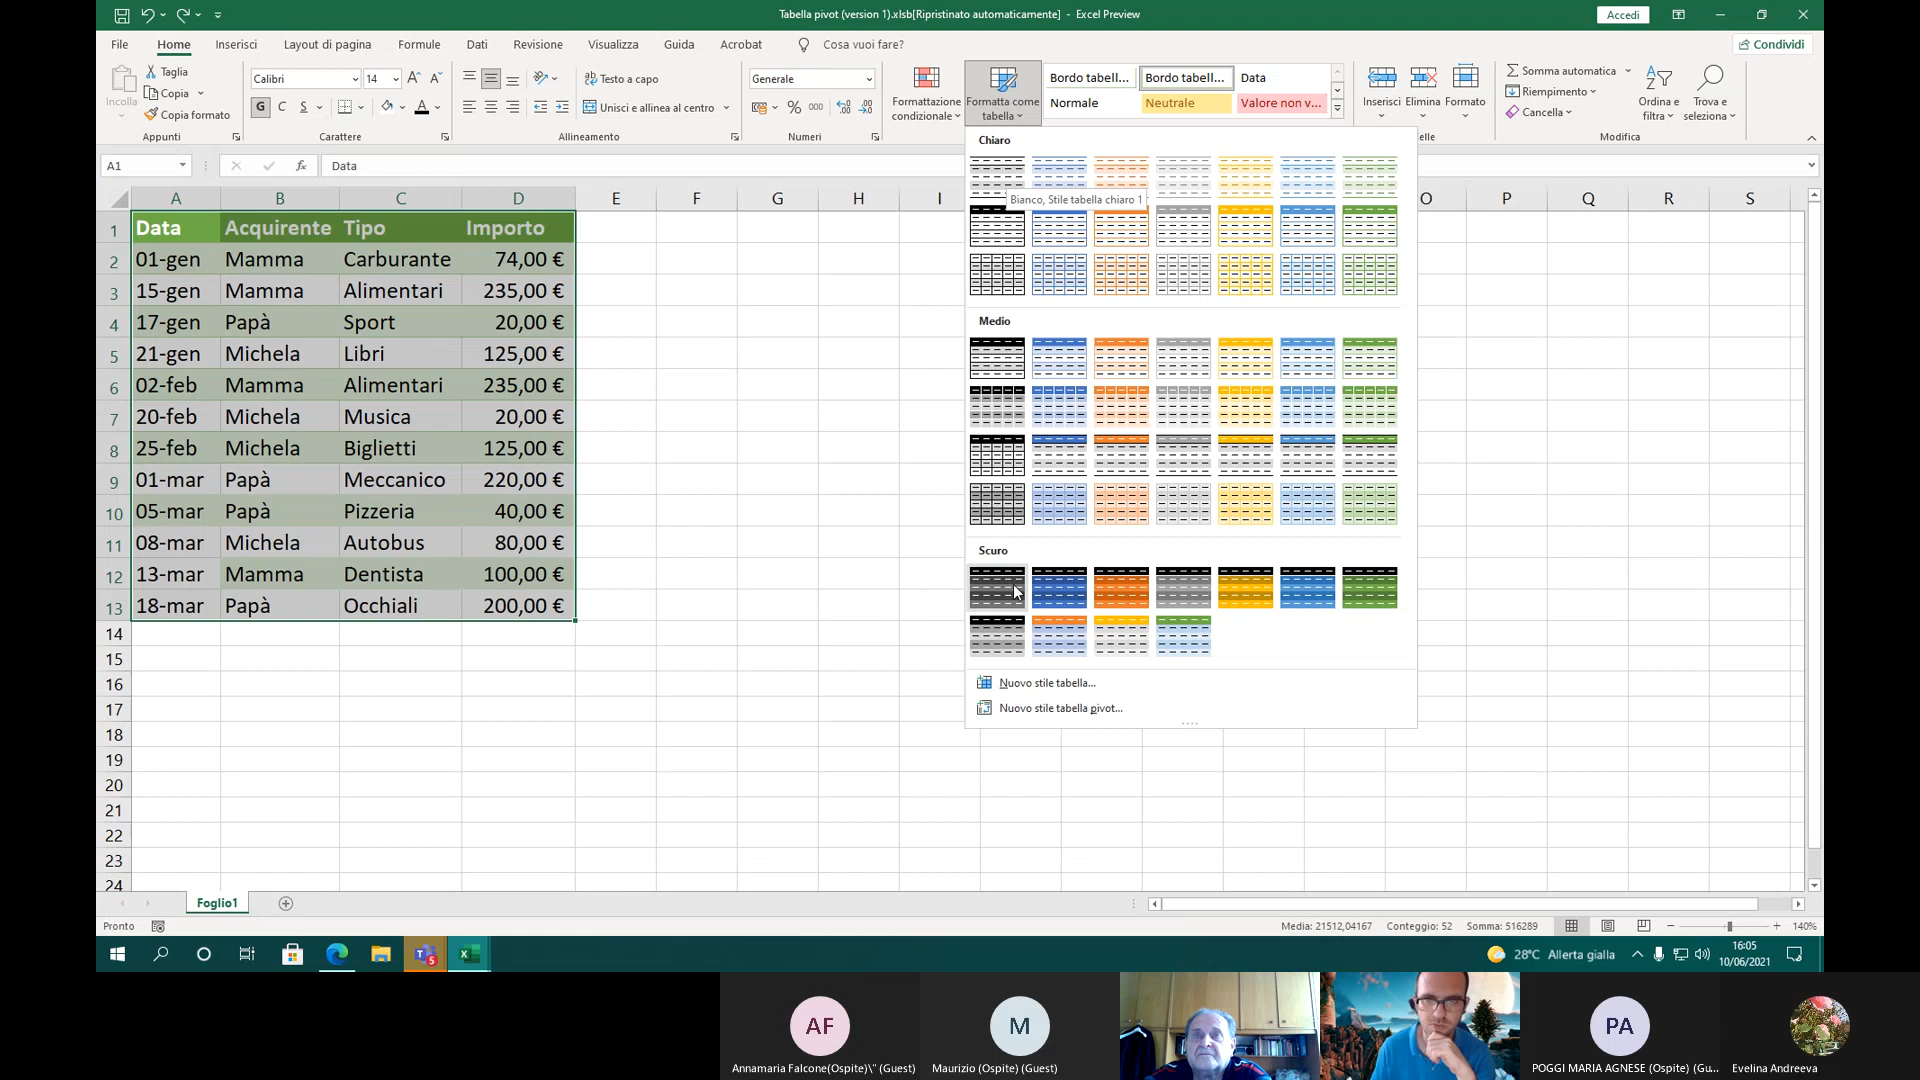 Tabella pivot (version 1).xlsb[Ripristinato automaticamente] - Excel Preview
Accedi
File Home Inserisci Layout di pagina Formule Dati Revisione Visualizza Guida Acrobat Cosa vuoi fare?
Condividi
Incolla
Taglia
Copia
Copia formato
Appunti
Calibri 14
G C S
Carattere
Testo a capo
Unisci e allinea al centro
Allineamento
Generale
% 000
Numeri
Formattazione condizionale
Formatta come tabella
Bordo tabell... Bordo tabell... Data
Normale Neutrale Valore non v...
Inserisci Elimina Formato
elle
Somma automatica
Riempimento
Cancella
Ordina e filtra
Trova e seleziona
Modifica
A1 fx Data
A B C D E F G H I O P Q R S
1 Data Acquirente Tipo Importo
2 01-gen Mamma Carburante 74,00 €
3 15-gen Mamma Alimentari 235,00 €
4 17-gen Papà Sport 20,00 €
5 21-gen Michela Libri 125,00 €
6 02-feb Mamma Alimentari 235,00 €
7 20-feb Michela Musica 20,00 €
8 25-feb Michela Biglietti 125,00 €
9 01-mar Papà Meccanico 220,00 €
10 05-mar Papà Pizzeria 40,00 €
11 08-mar Michela Autobus 80,00 €
12 13-mar Mamma Dentista 100,00 €
13 18-mar Papà Occhiali 200,00 €
14
15
16
17
18
19
20
21
22
23
24
Chiaro
Bianco, Stile tabella chiaro 1
Medio
Scuro
Nuovo stile tabella...
Nuovo stile tabella pivot...
Foglio1
Pronto
Media: 21512,04167 Conteggio: 52 Somma: 516289
140%
5
28°C Allerta gialla
16:05
10/06/2021
AF
Annamaria Falcone(Ospite)\" (Guest)
M
Maurizio (Ospite) (Guest)
PA
POGGI MARIA AGNESE (Ospite) (Gu...
Evelina Andreeva